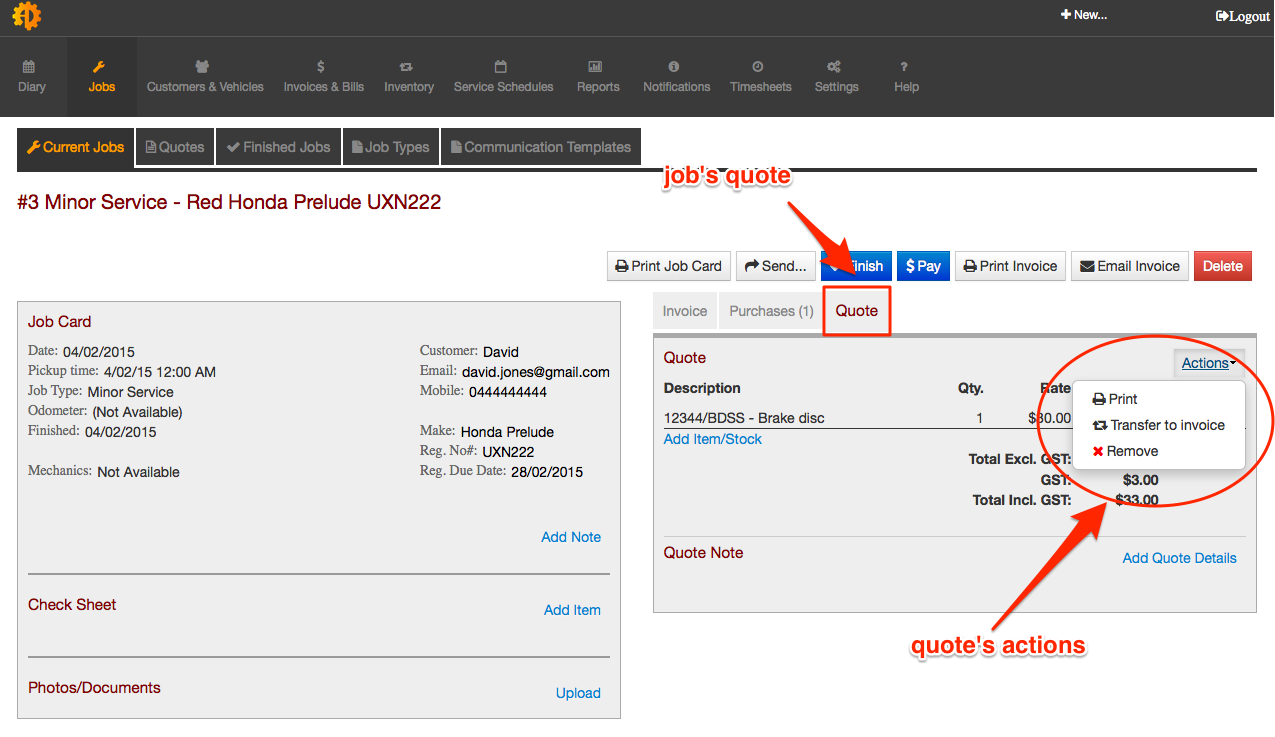 New...
Logout
Diary
Jobs
Customers & Vehicles
Invoices & Bills
Inventory
Service Schedules
Reports
Notifications
Timesheets
Settings
Help
Current Jobs
Quotes
Finished Jobs
Job Types
Communication Templates
job's quote
#3 Minor Service - Red Honda Prelude UXN222
Print Job Card
Send...
Pay
Print Invoice
Email Invoice
Delete
Job Card
Date: 04/02/2015
Pickup time: 4/02/15 12:00 AM
Job Type: Minor Service
Odometer: (Not Available)
Finished: 04/02/2015
Mechanics: Not Available
Customer: David
Email: david.jones@gmail.com
Mobile: 0444444444
Make: Honda Prelude
Reg. No#: UXN222
Reg. Due Date: 28/02/2015
Add Note
Check Sheet
Add Item
Photos/Documents
Upload
Invoice
Purchases (1)
Quote
Quote
Actions
Description Qty. Rate
12344/BDSS - Brake disc 1 $30.00
Add Item/Stock
Print
Transfer to invoice
Remove
Total Excl. GST:
GST: $3.00
Total Incl. GST: $33.00
Quote Note
Add Quote Details
quote's actions